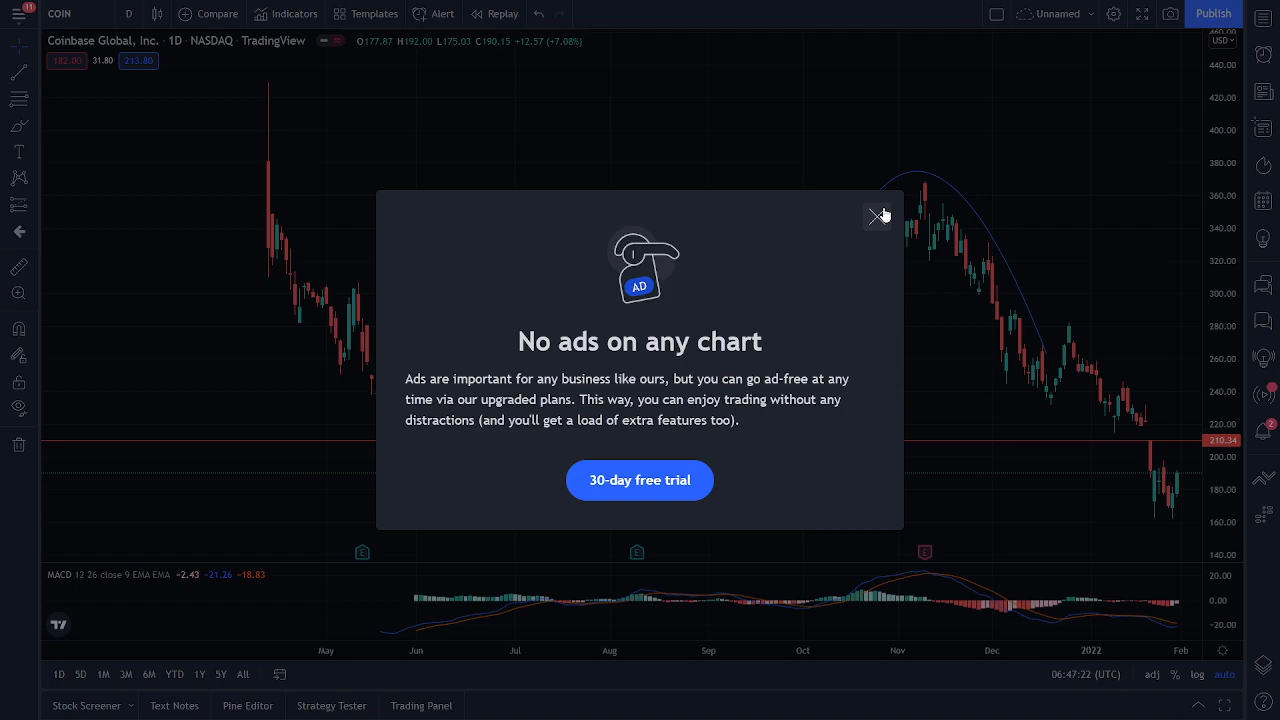 11
COIN
D
Compare
Indicators
Templates
Alert
Replay
Unnamed
Publish
Coinbase Global, Inc. · 1D · NASDAQ · TradingView
O177.87 H192.00 L175.03 C190.15 +12.57 (+7.08%)
182.00 31.80 213.80
460.00
USD
440.00
420.00
400.00
380.00
360.00
340.00
320.00
300.00
280.00
260.00
240.00
220.00
210.34
200.00
180.00
160.00
140.00
AD
No ads on any chart
Ads are important for any business like ours, but you can go ad-free at any
time via our upgraded plans. This way, you can enjoy trading without any
distractions (and you'll get a load of extra features too).
30-day free trial
2
E
E
E
MACD 12 26 close 9 EMA EMA −2.43 −21.26 −18.83
20.00
0.00
−20.00
May Jun Jul Aug Sep Oct Nov Dec 2022 Feb
1D 5D 1M 3M 6M YTD 1Y 5Y All
06:47:22 (UTC) adj % log auto
Stock Screener Text Notes Pine Editor Strategy Tester Trading Panel